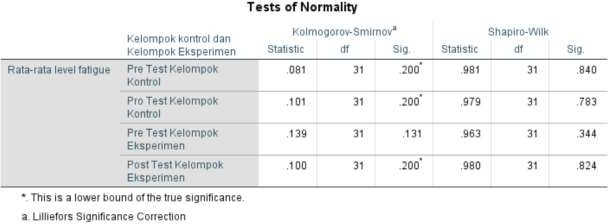 Tests of Normality
Kelompok kontrol dan Kelompok Eksperimen
Kolmogorov-Smirnov^a
Shapiro-Wilk
Statistic df Sig. Statistic df Sig.
Rata-rata level fatigue
Pre Test Kelompok Kontrol .081 31 .200* .981 31 .840
Pro Test Kelompok Kontrol .101 31 .200* .979 31 .783
Pre Test Kelompok Eksperimen .139 31 .131 .963 31 .344
Post Test Kelompok Eksperimen .100 31 .200* .980 31 .824
*. This is a lower bound of the true significance.
a. Lilliefors Significance Correction